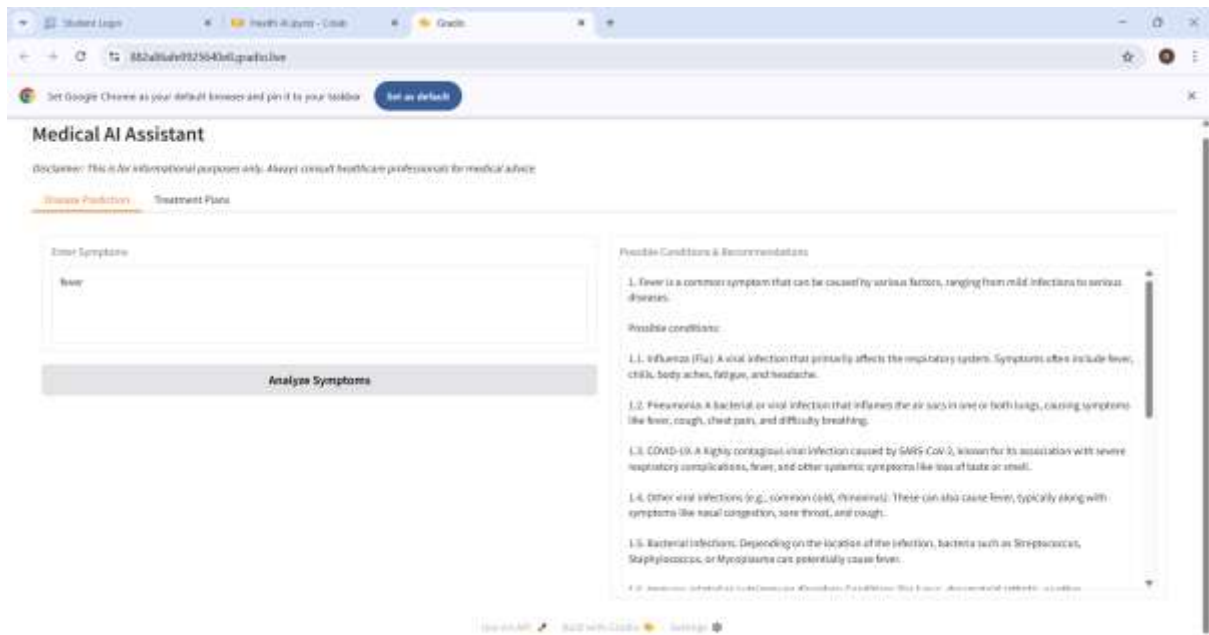 Student Login
Health AI.ipynb - Colab
Gradio
Set Google Chrome as your default browser and pin it to your taskbar
Set as default
Medical AI Assistant
Disclaimer: This is for informational purposes only. Always consult healthcare professionals for medical advice.
Disease Prediction
Treatment Plans
Enter Symptoms
fever
Analyze Symptoms
Possible Conditions & Recommendations
1. Fever is a common symptom that can be caused by various factors, ranging from mild infections to serious
diseases.
Possible conditions:
1.1. Influenza (Flu): A viral infection that primarily affects the respiratory system. Symptoms often include fever,
chills, body aches, fatigue, and headache.
1.2. Pneumonia: A bacterial or viral infection that inflames the air sacs in one or both lungs, causing symptoms
like fever, cough, chest pain, and difficulty breathing.
1.3. COVID-19: A highly contagious viral infection caused by SARS-CoV-2, known for its association with severe
respiratory complications, fever, and other systemic symptoms like loss of taste or smell.
1.4. Other viral infections (e.g., common cold, rhinovirus): These can also cause fever, typically along with
symptoms like nasal congestion, sore throat, and cough.
1.5. Bacterial infections: Depending on the location of the infection, bacteria such as Streptococcus,
Staphylococcus, or Mycoplasma can potentially cause fever.
Use via API
Built with Gradio
Settings